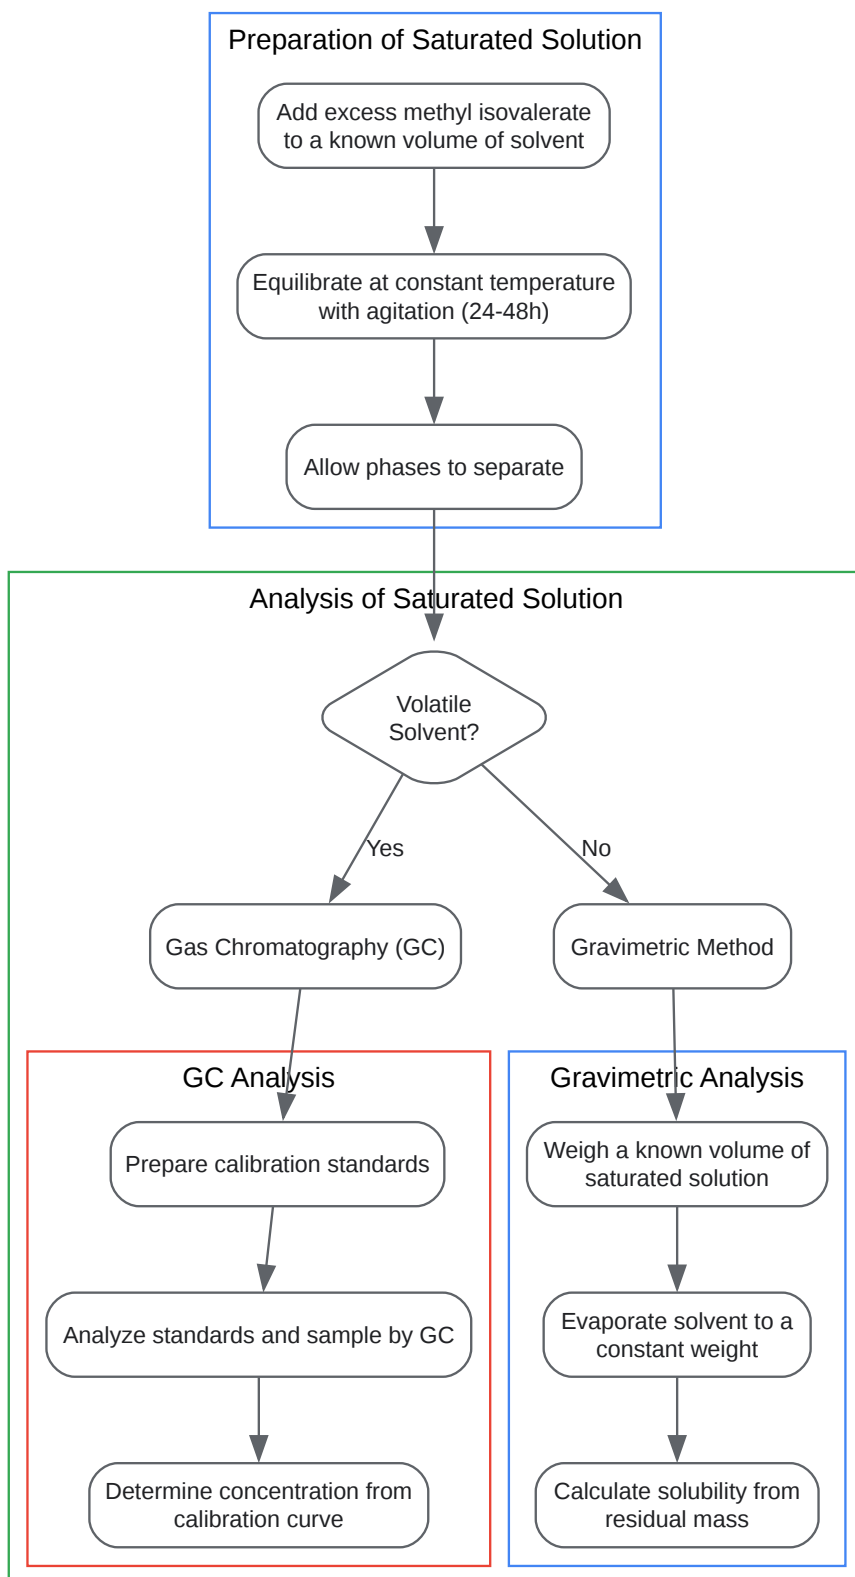 Preparation of Saturated Solution
Add excess methyl isovalerate
to a known volume of solvent
Equilibrate at constant temperature
with agitation (24-48h)
Allow phases to separate
Analysis of Saturated Solution
Volatile
Solvent?
Yes
No
Gas Chromatography (GC)
Gravimetric Method
GC Analysis
Prepare calibration standards
Analyze standards and sample by GC
Determine concentration from
calibration curve
Gravimetric Analysis
Weigh a known volume of
saturated solution
Evaporate solvent to a
constant weight
Calculate solubility from
residual mass